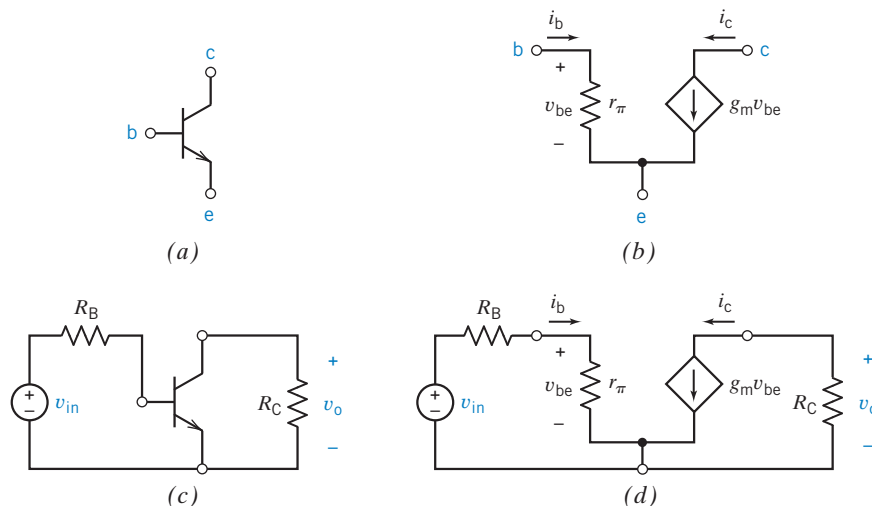 c
b
e
(a)
i_b
i_c
b
c
+
v_be
r_π
g_m v_be
−
e
(b)
R_B
+
−
v_in
R_C
+
v_o
−
(c)
R_B
i_b
i_c
+
−
v_in
+
v_be
r_π
−
g_m v_be
R_C
+
v_o
−
(d)